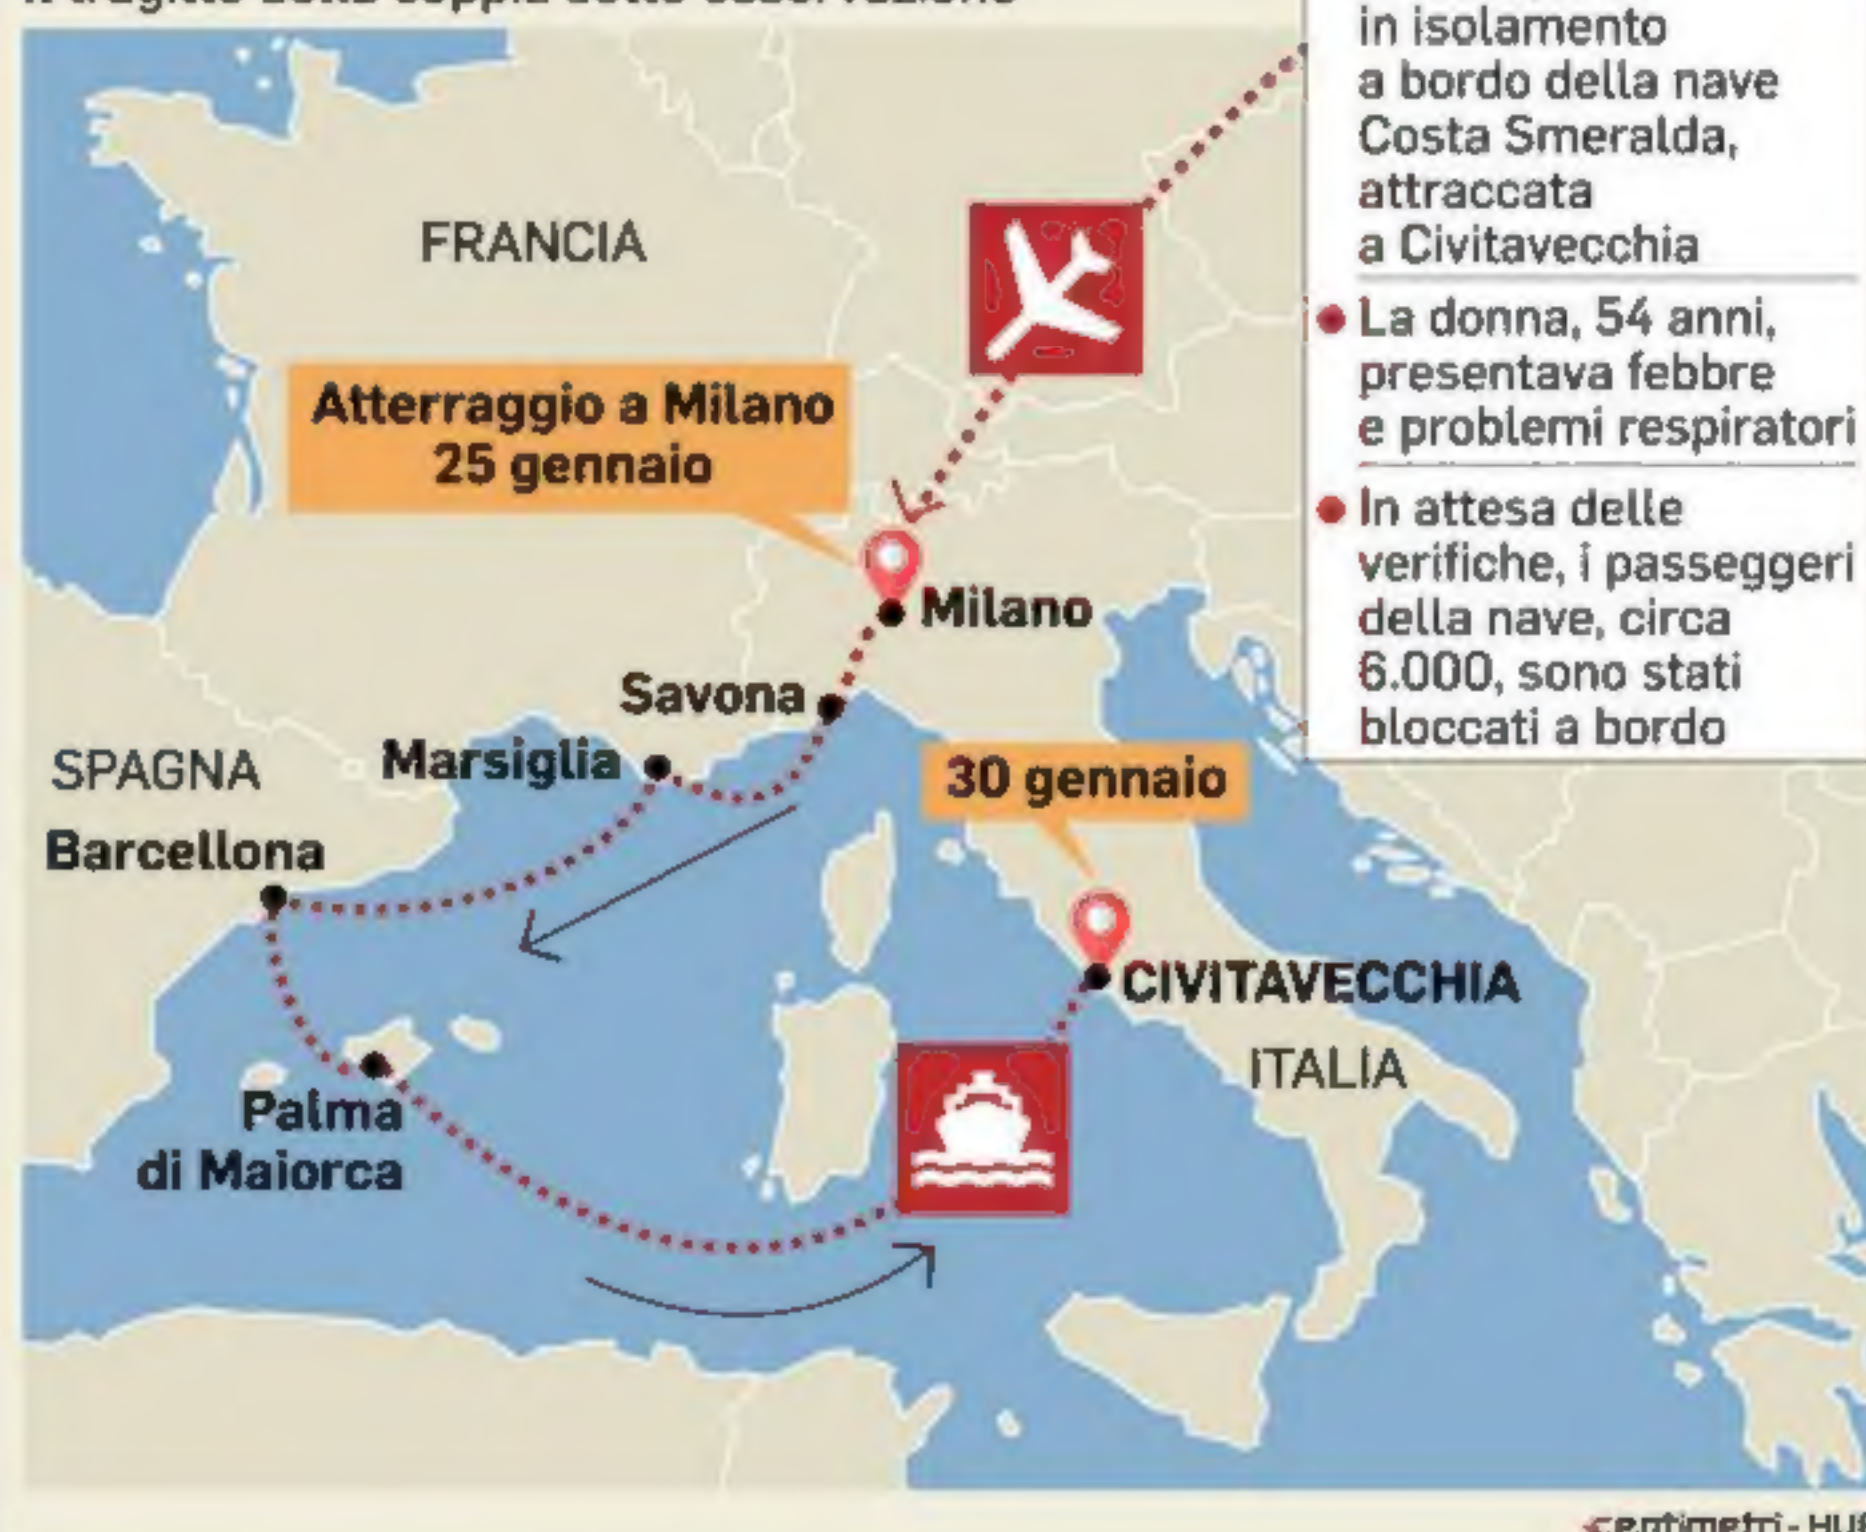 in isolamento
a bordo della nave
Costa Smeralda,
attraccata
a Civitavecchia
La donna, 54 anni,
presentava febbre
e problemi respiratori
In attesa delle
verifiche, i passeggeri
della nave, circa
6.000, sono stati
bloccati a bordo
FRANCIA
Atterraggio a Milano
25 gennaio
Milano
Savona
Marsiglia
SPAGNA
Barcellona
30 gennaio
CIVITAVECCHIA
ITALIA
Palma
di Maiorca
centimetri - HUB